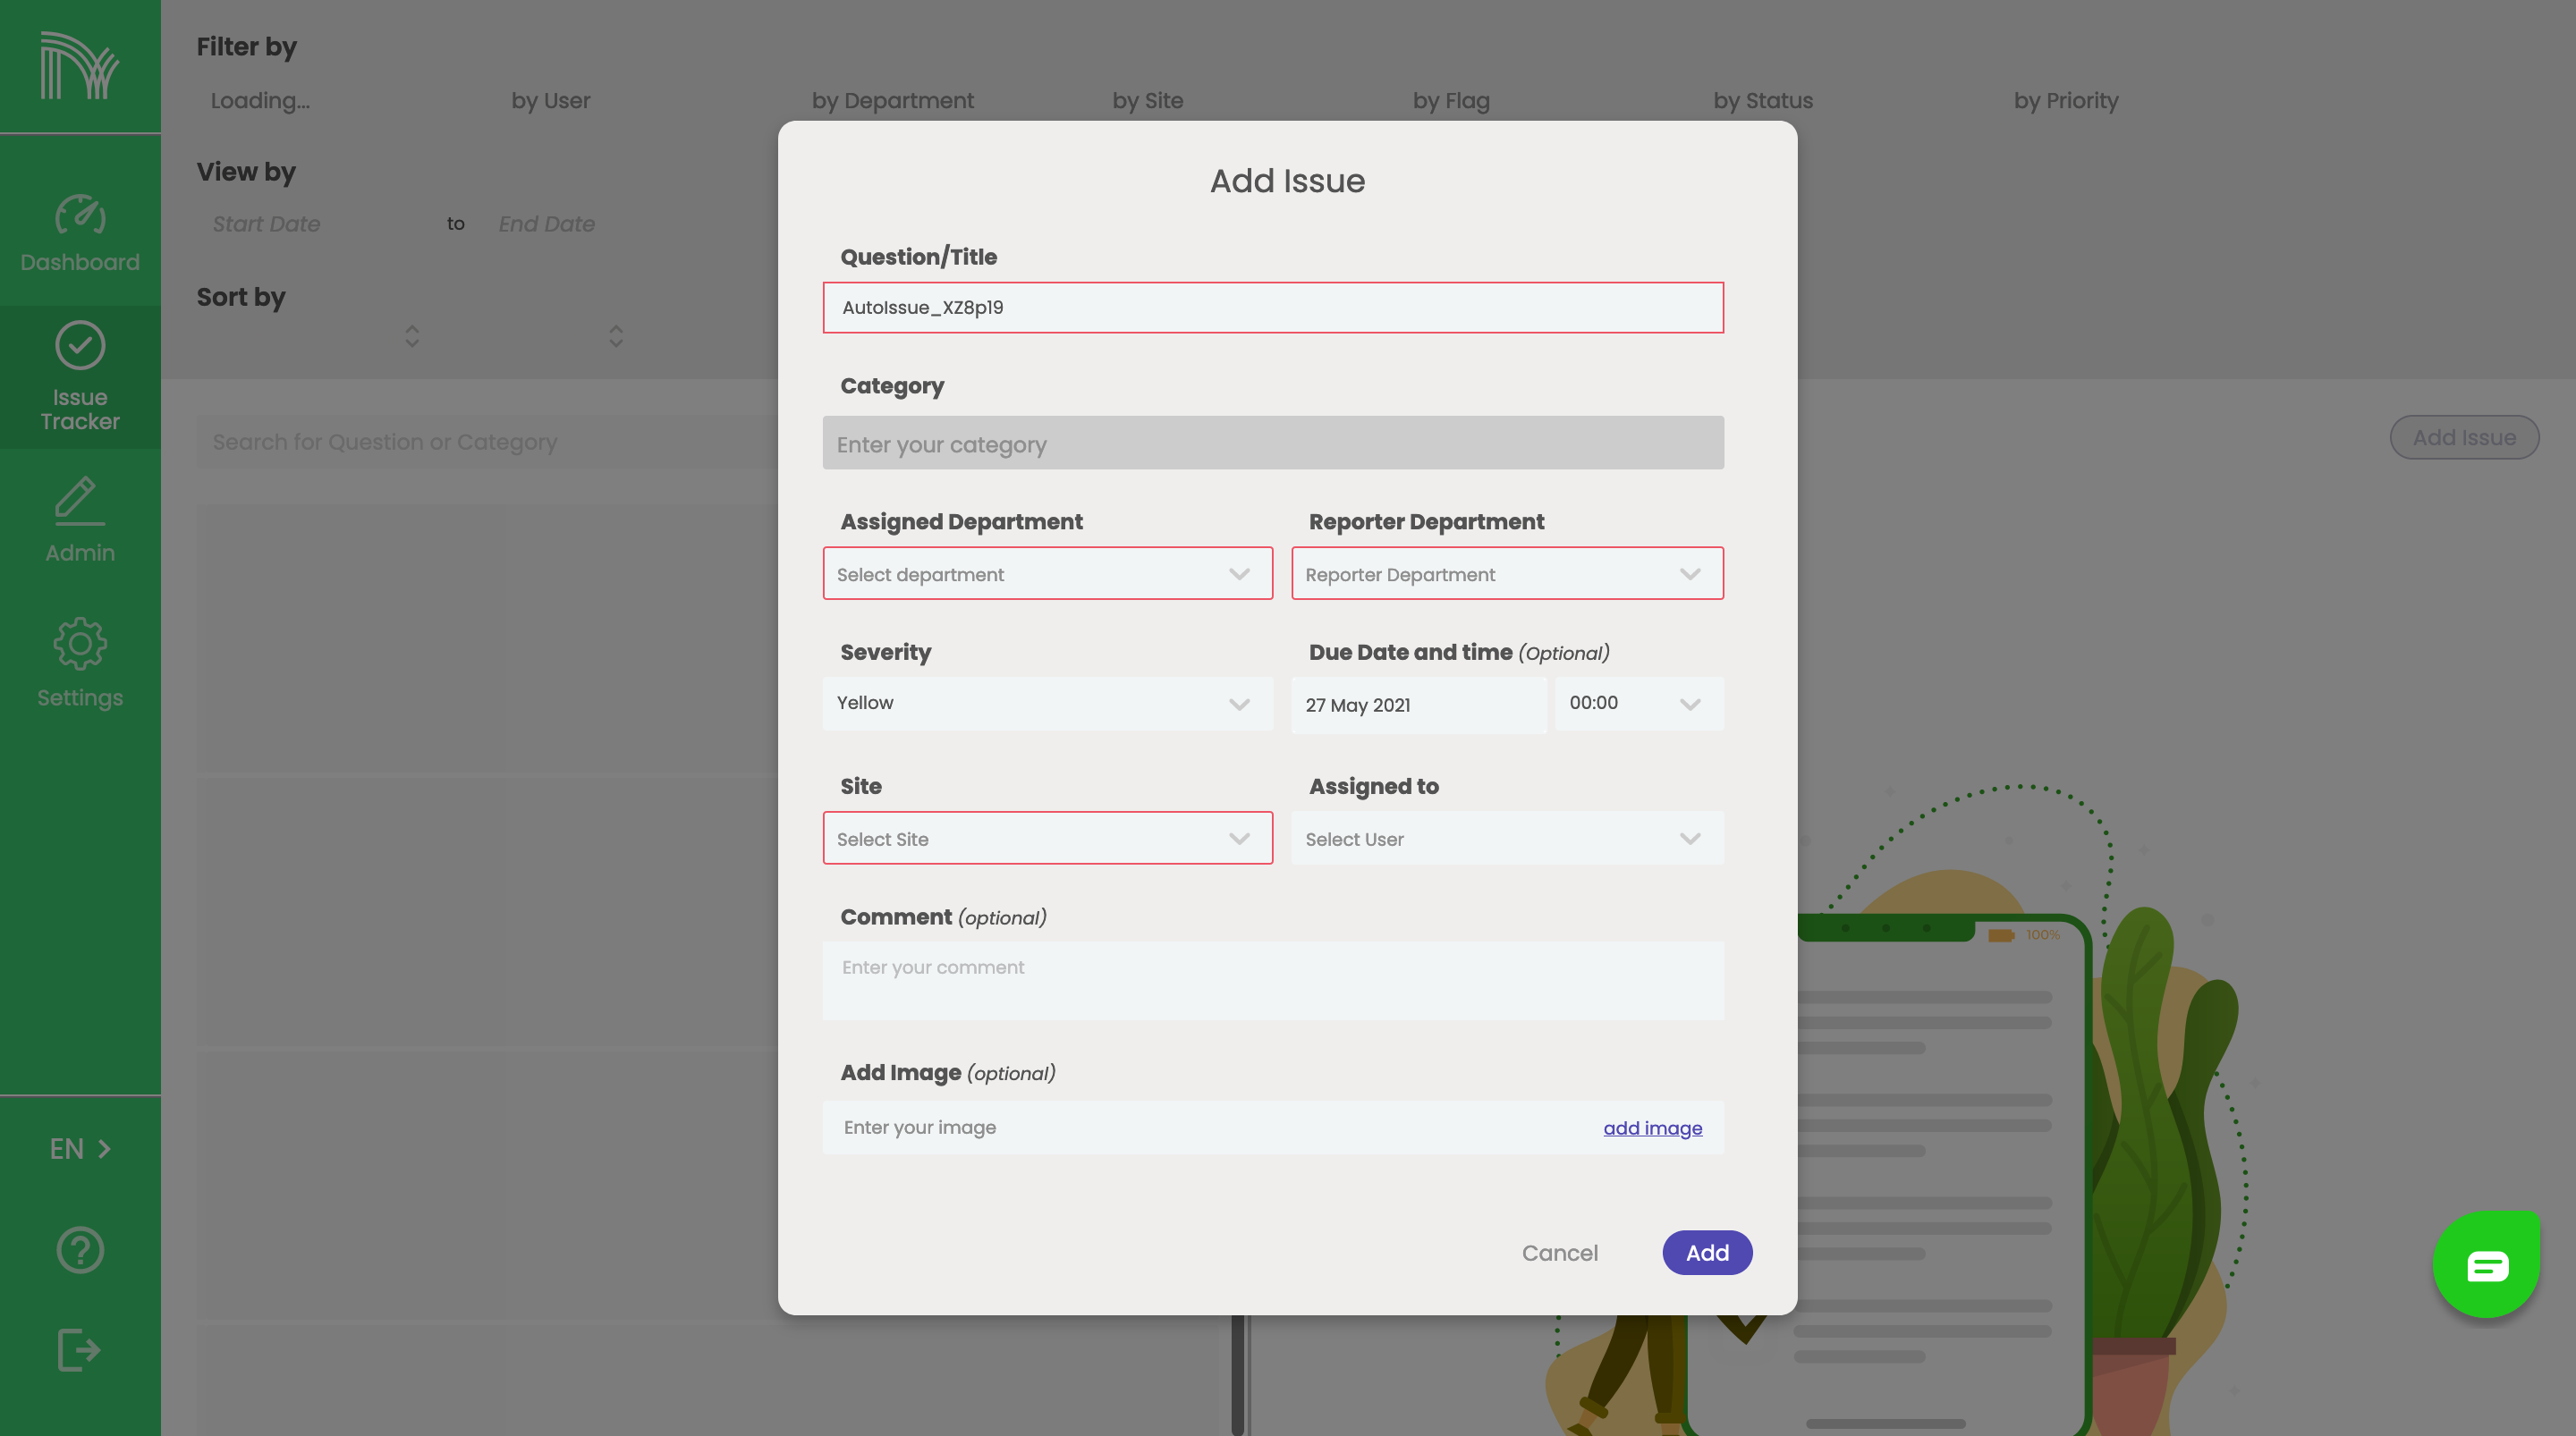 Filter by
Loading... by User by Department by Site by Flag by Status by Priority
View by
Start Date to End Date
Sort by
Search for Question or Category
Add Issue
Dashboard
Issue
Tracker
Admin
Settings
EN
Add Issue
Question/Title
AutoIssue_XZ8p19
Category
Enter your category
Assigned Department Reporter Department
Select department Reporter Department
Severity Due Date and time (Optional)
Yellow 27 May 2021 00:00
Site Assigned to
Select Site Select User
Comment (optional)
Enter your comment
Add Image (optional)
Enter your image add image
Cancel Add
100%